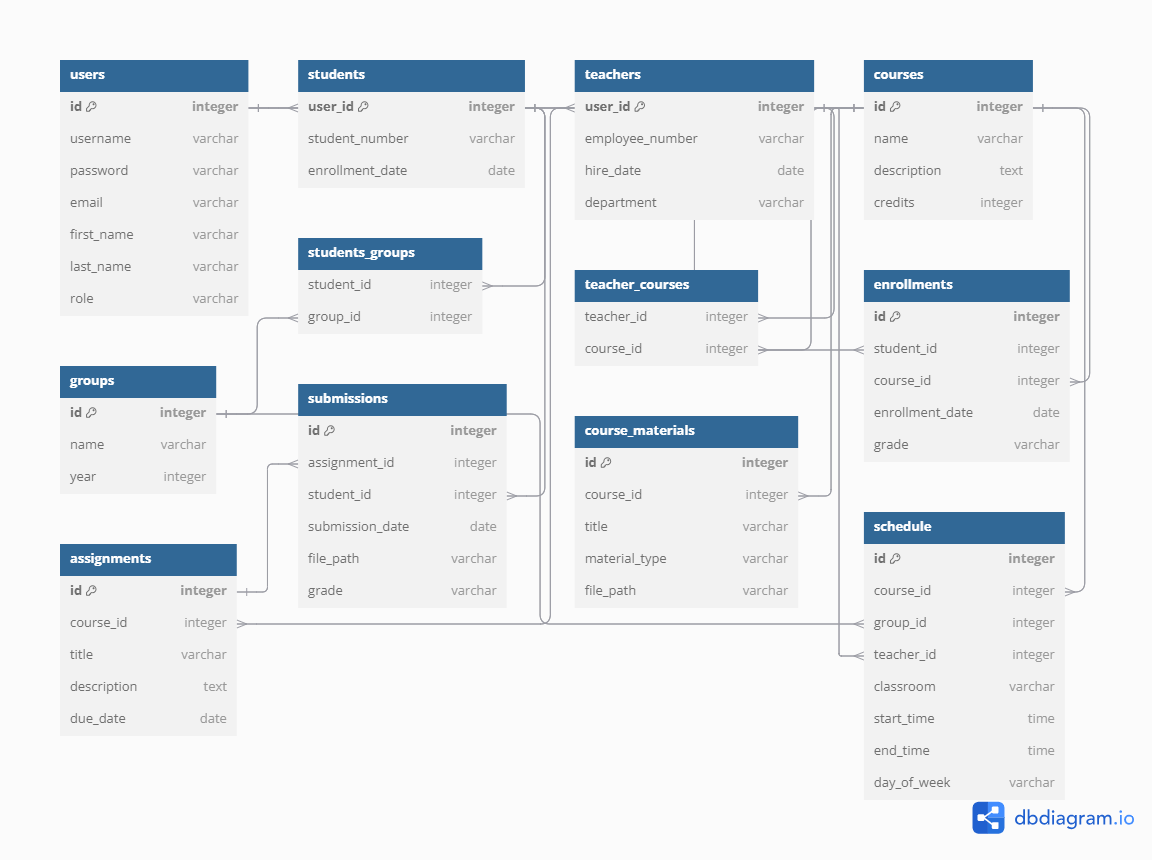 users
id integer
username varchar
password varchar
email varchar
first_name varchar
last_name varchar
role varchar
students
user_id integer
student_number varchar
enrollment_date date
teachers
user_id integer
employee_number varchar
hire_date date
department varchar
courses
id integer
name varchar
description text
credits integer
students_groups
student_id integer
group_id integer
teacher_courses
teacher_id integer
course_id integer
enrollments
id integer
student_id integer
course_id integer
enrollment_date date
grade varchar
groups
id integer
name varchar
year integer
submissions
id integer
assignment_id integer
student_id integer
submission_date date
file_path varchar
grade varchar
course_materials
id integer
course_id integer
title varchar
material_type varchar
file_path varchar
schedule
id integer
course_id integer
group_id integer
teacher_id integer
classroom varchar
start_time time
end_time time
day_of_week varchar
assignments
id integer
course_id integer
title varchar
description text
due_date date
dbdiagram.io